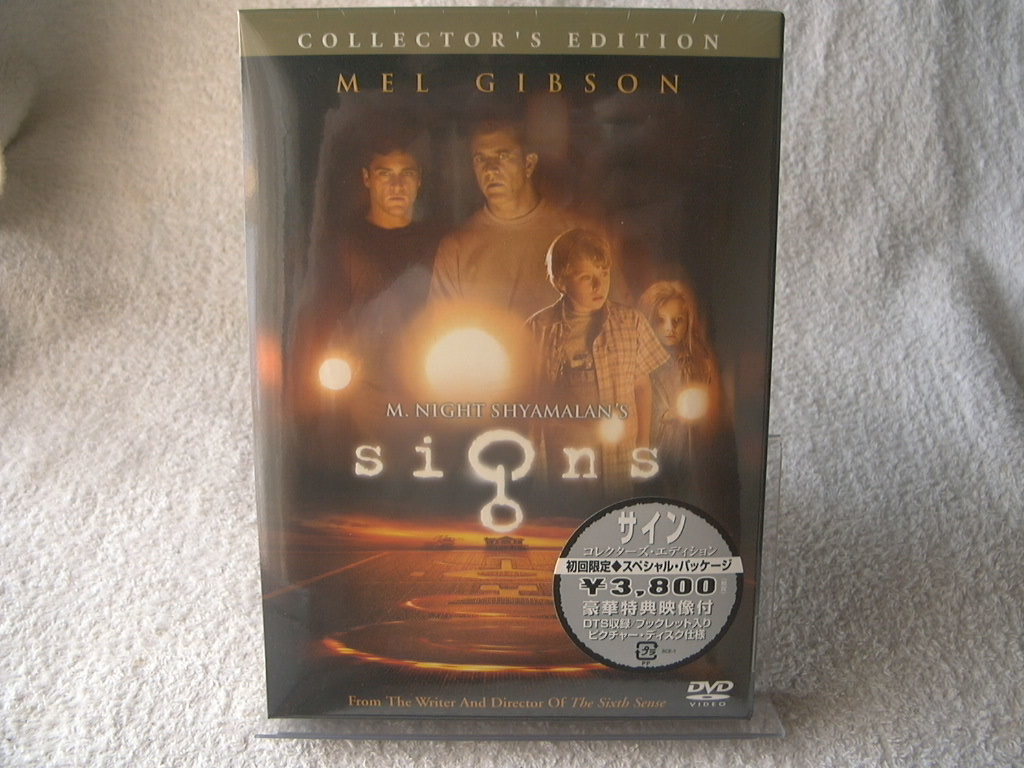 COLLECTOR'S EDITION
MEL GIBSON
M. NIGHT SHYAMALAN'S
signs
サイン
コレクターズ・エディション
初回限定◆スペシャル・パッケージ
¥3,800
豪華特典映像付
DTS収録/ブックレット入り
ピクチャー・ディスク仕様
PP
From The Writer And Director Of The Sixth Sense
DVD
VIDEO